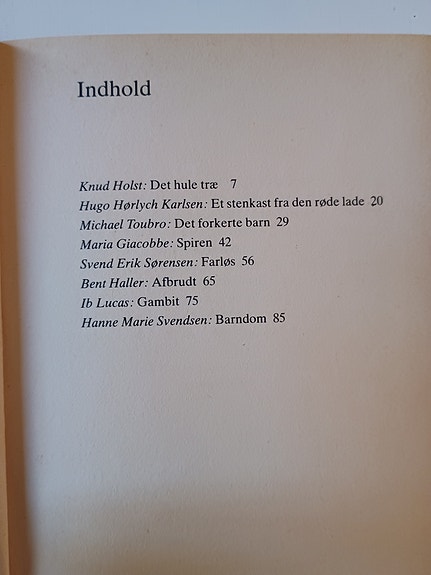 Indhold
Knud Holst: Det hule træ 7
Hugo Hørlych Karlsen: Et stenkast fra den røde lade 20
Michael Toubro: Det forkerte barn 29
Maria Giacobbe: Spiren 42
Svend Erik Sørensen: Farløs 56
Bent Haller: Afbrudt 65
Ib Lucas: Gambit 75
Hanne Marie Svendsen: Barndom 85